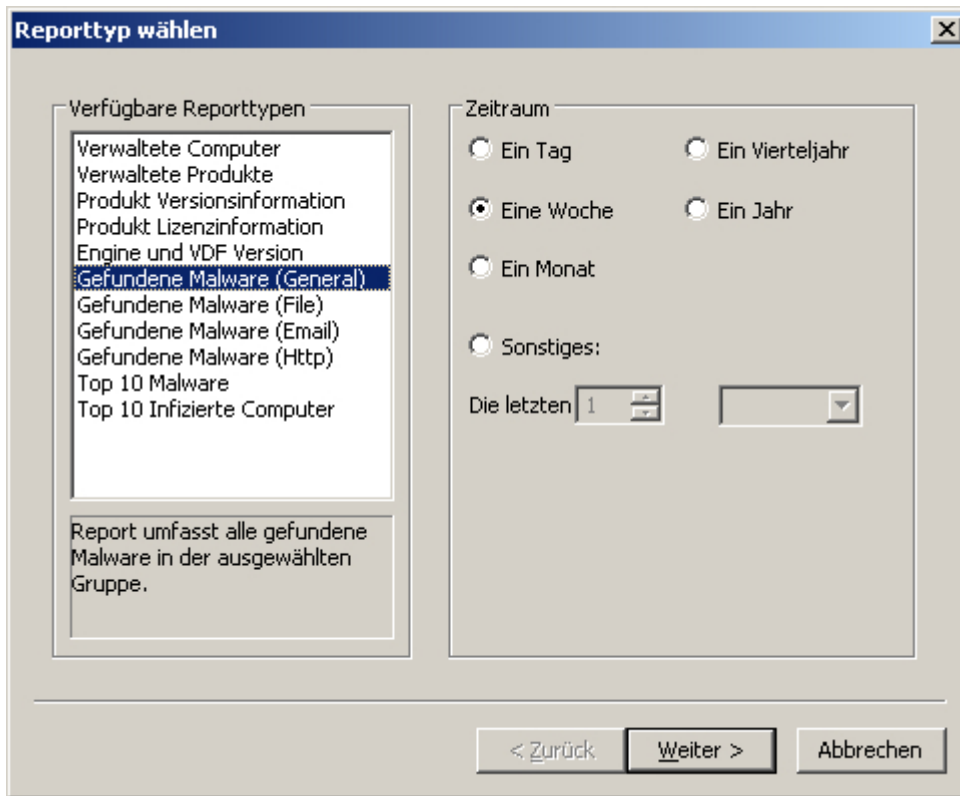 Reporttyp wählen
Verfügbare Reporttypen
Verwaltete Computer
Verwaltete Produkte
Produkt Versionsinformation
Produkt Lizenzinformation
Engine und VDF Version
Gefundene Malware (General)
Gefundene Malware (File)
Gefundene Malware (Email)
Gefundene Malware (Http)
Top 10 Malware
Top 10 Infizierte Computer
Report umfasst alle gefundene
Malware in der ausgewählten
Gruppe.
Zeitraum
Ein Tag
Ein Vierteljahr
Eine Woche
Ein Jahr
Ein Monat
Sonstiges:
Die letzten 1
< Zurück
Weiter >
Abbrechen